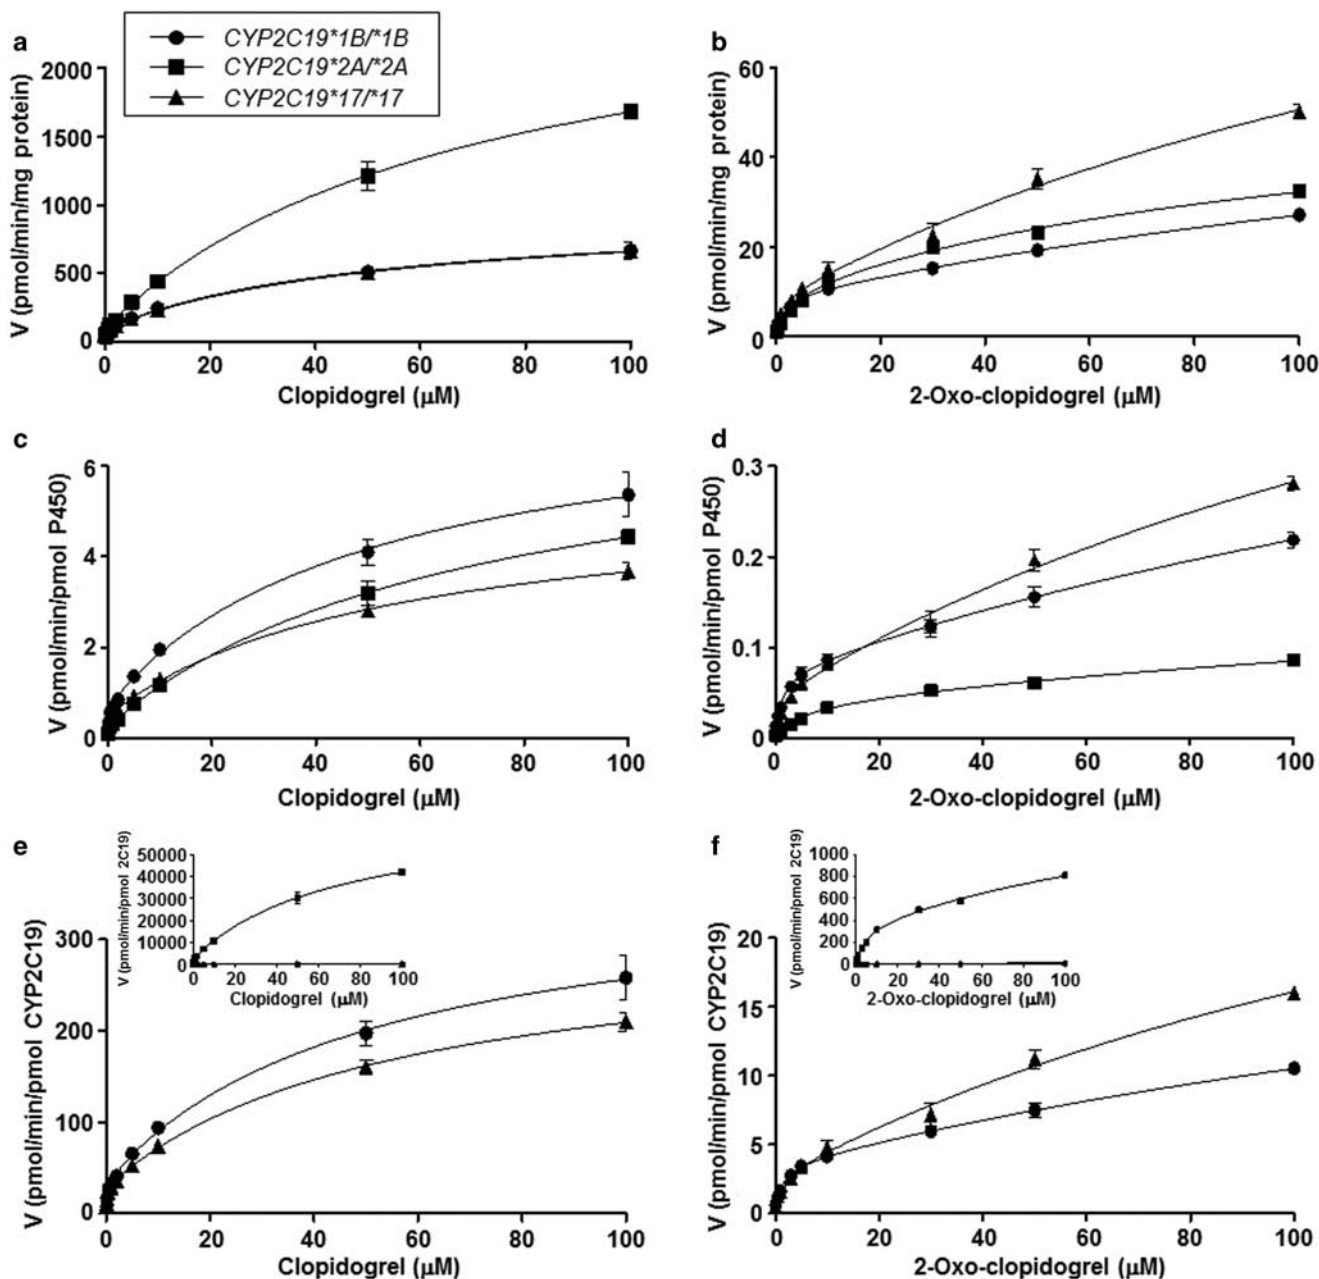 a
CYP2C19*1B/*1B
CYP2C19*2A/*2A
CYP2C19*17/*17
V (pmol/min/mg protein)
2000
1500
1000
500
0
0 20 40 60 80 100
Clopidogrel (μM)
b
V (pmol/min/mg protein)
60
40
20
0
0 20 40 60 80 100
2-Oxo-clopidogrel (μM)
c
V (pmol/min/pmol P450)
6
4
2
0
0 20 40 60 80 100
Clopidogrel (μM)
d
V (pmol/min/pmol P450)
0.3
0.2
0.1
0
0 20 40 60 80 100
2-Oxo-clopidogrel (μM)
e
V (pmol/min/pmol 2C19)
50000
40000
30000
20000
10000
0
0 20 40 60 80 100
Clopidogrel (μM)
V (pmol/min/pmol CYP2C19)
300
200
100
0
0 20 40 60 80 100
Clopidogrel (μM)
f
V (pmol/min/pmol 2C19)
1000
800
600
400
200
0
0 20 40 60 80 100
2-Oxo-clopidogrel (μM)
V (pmol/min/pmol CYP2C19)
20
15
10
5
0
0 20 40 60 80 100
2-Oxo-clopidogrel (μM)